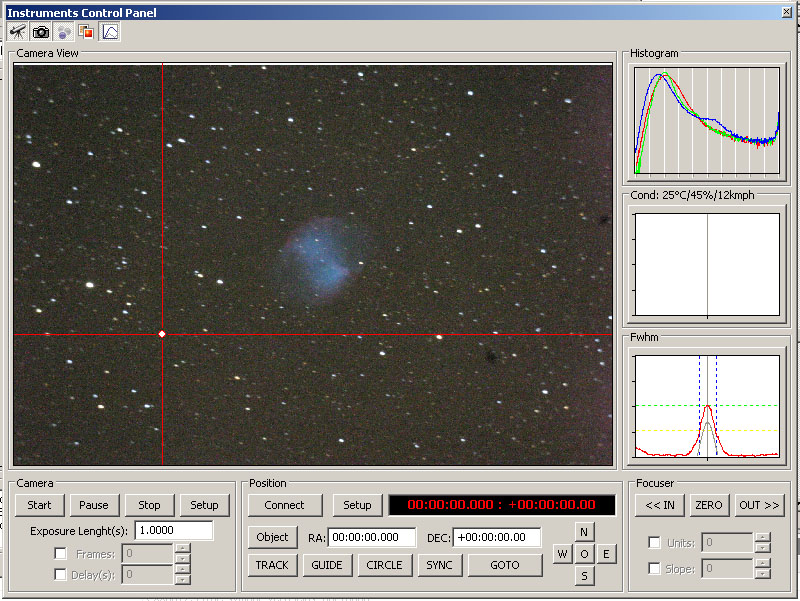 Instruments Control Panel
Camera View
Histogram
Cond: 25°C/45%/12kmph
Fwhm
Camera
Start Pause Stop Setup
Exposure Lenght(s): 1.0000
Frames: 0
Delay(s): 0
Position
Connect Setup 00:00:00.000 : +00:00:00.00
Object RA: 00:00:00.000 DEC: +00:00:00.00
TRACK GUIDE CIRCLE SYNC GOTO
N
W O E
S
Focuser
<< IN ZERO OUT >>
Units: 0
Slope: 0